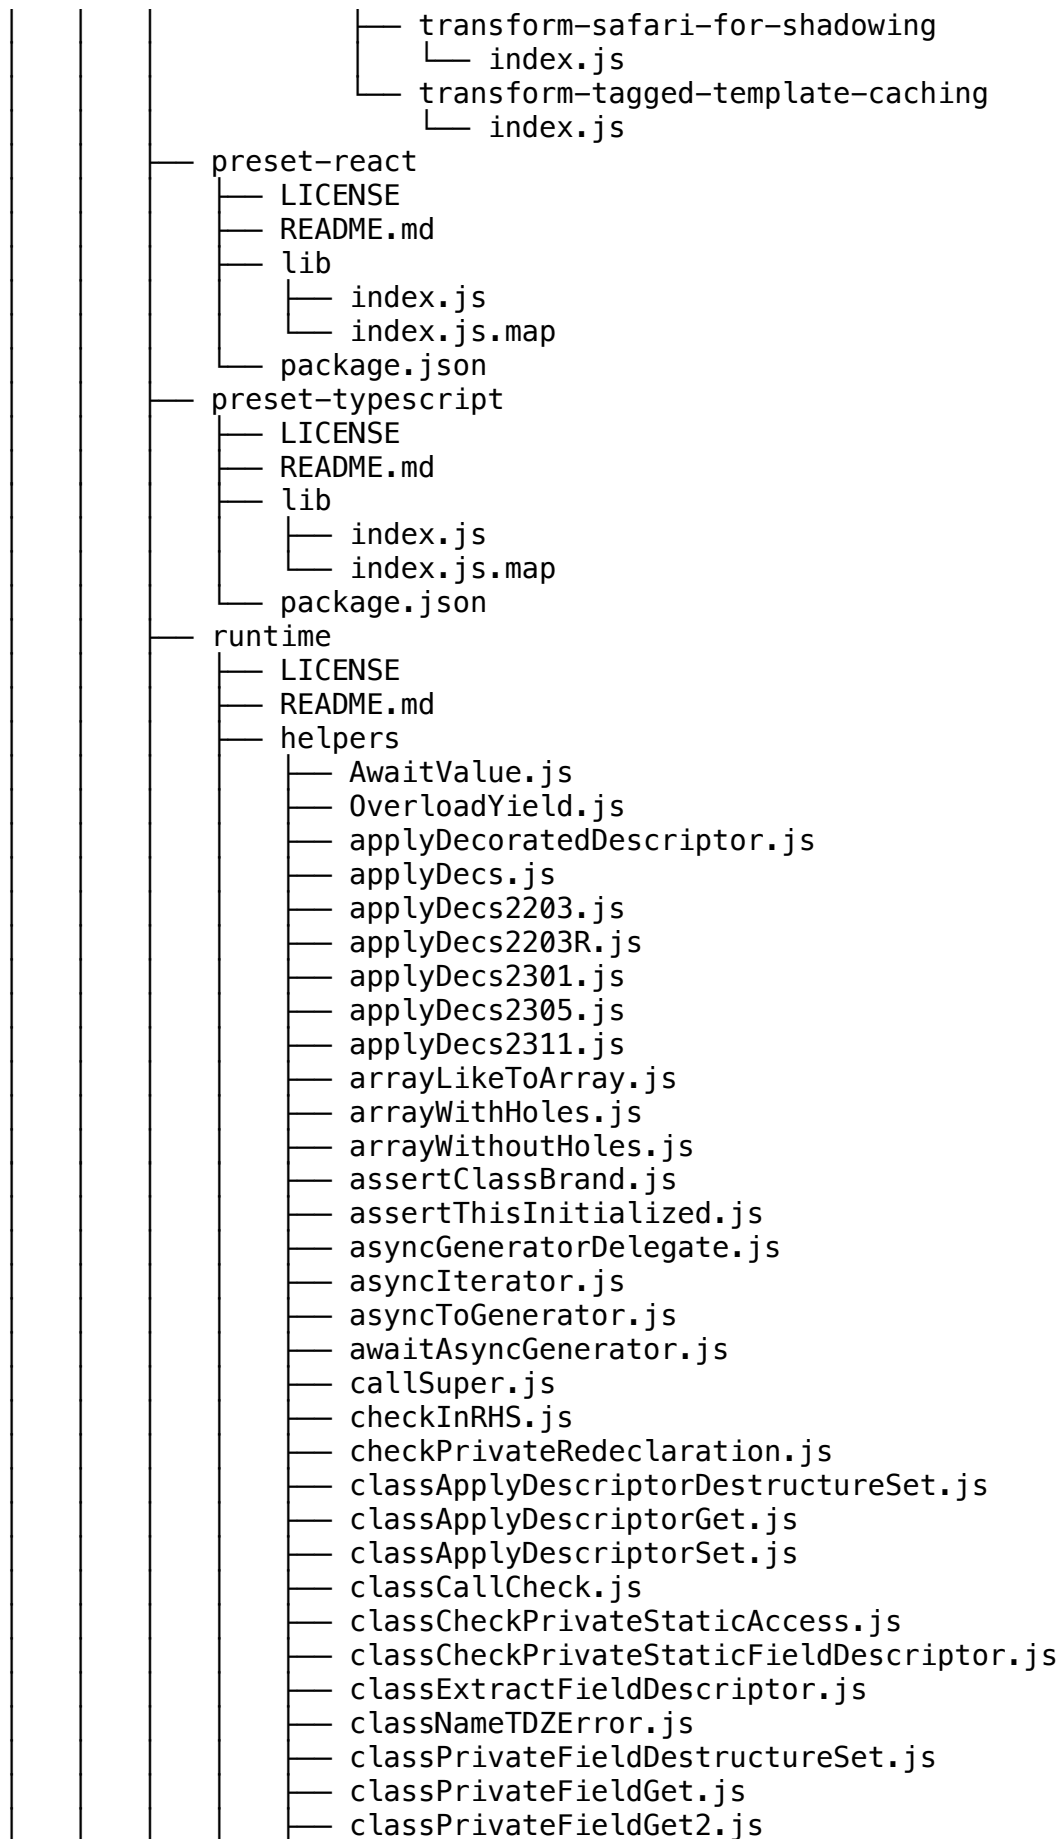 │   │   │           ├── transform-safari-for-shadowing
│   │   │           │   └── index.js
│   │   │           └── transform-tagged-template-caching
│   │   │               └── index.js
│   │   ├── preset-react
│   │   │   ├── LICENSE
│   │   │   ├── README.md
│   │   │   ├── lib
│   │   │   │   ├── index.js
│   │   │   │   └── index.js.map
│   │   │   └── package.json
│   │   ├── preset-typescript
│   │   │   ├── LICENSE
│   │   │   ├── README.md
│   │   │   ├── lib
│   │   │   │   ├── index.js
│   │   │   │   └── index.js.map
│   │   │   └── package.json
│   │   ├── runtime
│   │   │   ├── LICENSE
│   │   │   ├── README.md
│   │   │   ├── helpers
│   │   │   │   ├── AwaitValue.js
│   │   │   │   ├── OverloadYield.js
│   │   │   │   ├── applyDecoratedDescriptor.js
│   │   │   │   ├── applyDecs.js
│   │   │   │   ├── applyDecs2203.js
│   │   │   │   ├── applyDecs2203R.js
│   │   │   │   ├── applyDecs2301.js
│   │   │   │   ├── applyDecs2305.js
│   │   │   │   ├── applyDecs2311.js
│   │   │   │   ├── arrayLikeToArray.js
│   │   │   │   ├── arrayWithHoles.js
│   │   │   │   ├── arrayWithoutHoles.js
│   │   │   │   ├── assertClassBrand.js
│   │   │   │   ├── assertThisInitialized.js
│   │   │   │   ├── asyncGeneratorDelegate.js
│   │   │   │   ├── asyncIterator.js
│   │   │   │   ├── asyncToGenerator.js
│   │   │   │   ├── awaitAsyncGenerator.js
│   │   │   │   ├── callSuper.js
│   │   │   │   ├── checkInRHS.js
│   │   │   │   ├── checkPrivateRedeclaration.js
│   │   │   │   ├── classApplyDescriptorDestructureSet.js
│   │   │   │   ├── classApplyDescriptorGet.js
│   │   │   │   ├── classApplyDescriptorSet.js
│   │   │   │   ├── classCallCheck.js
│   │   │   │   ├── classCheckPrivateStaticAccess.js
│   │   │   │   ├── classCheckPrivateStaticFieldDescriptor.js
│   │   │   │   ├── classExtractFieldDescriptor.js
│   │   │   │   ├── classNameTDZError.js
│   │   │   │   ├── classPrivateFieldDestructureSet.js
│   │   │   │   ├── classPrivateFieldGet.js
│   │   │   │   ├── classPrivateFieldGet2.js